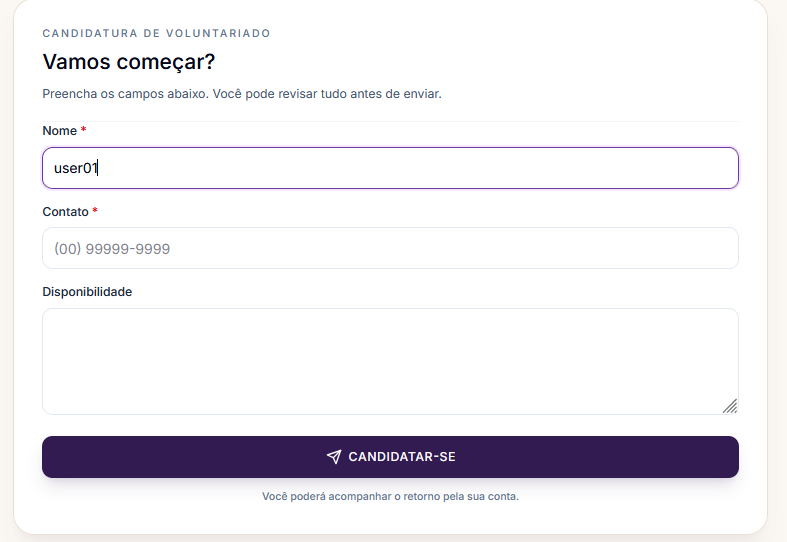 CANDIDATURA DE VOLUNTARIADO
Vamos começar?
Preencha os campos abaixo. Você pode revisar tudo antes de enviar.
Nome *
user01
Contato *
(00) 99999-9999
Disponibilidade
CANDIDATAR-SE
Você poderá acompanhar o retorno pela sua conta.